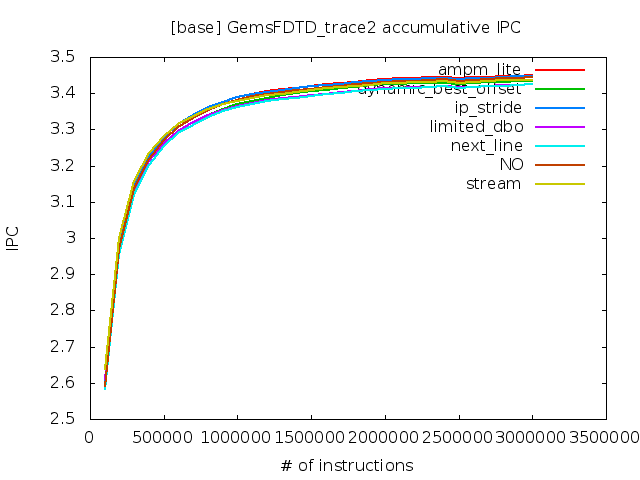 [base] GemsFDTD_trace2 accumulative IPC
3.5
3.4
3.3
3.2
3.1
3
2.9
2.8
2.7
2.6
2.5
IPC
ampm_lite
dynamic_best_offset
ip_stride
limited_dbo
next_line
NO
stream
0 500000 1000000 1500000 2000000 2500000 3000000 3500000
# of instructions